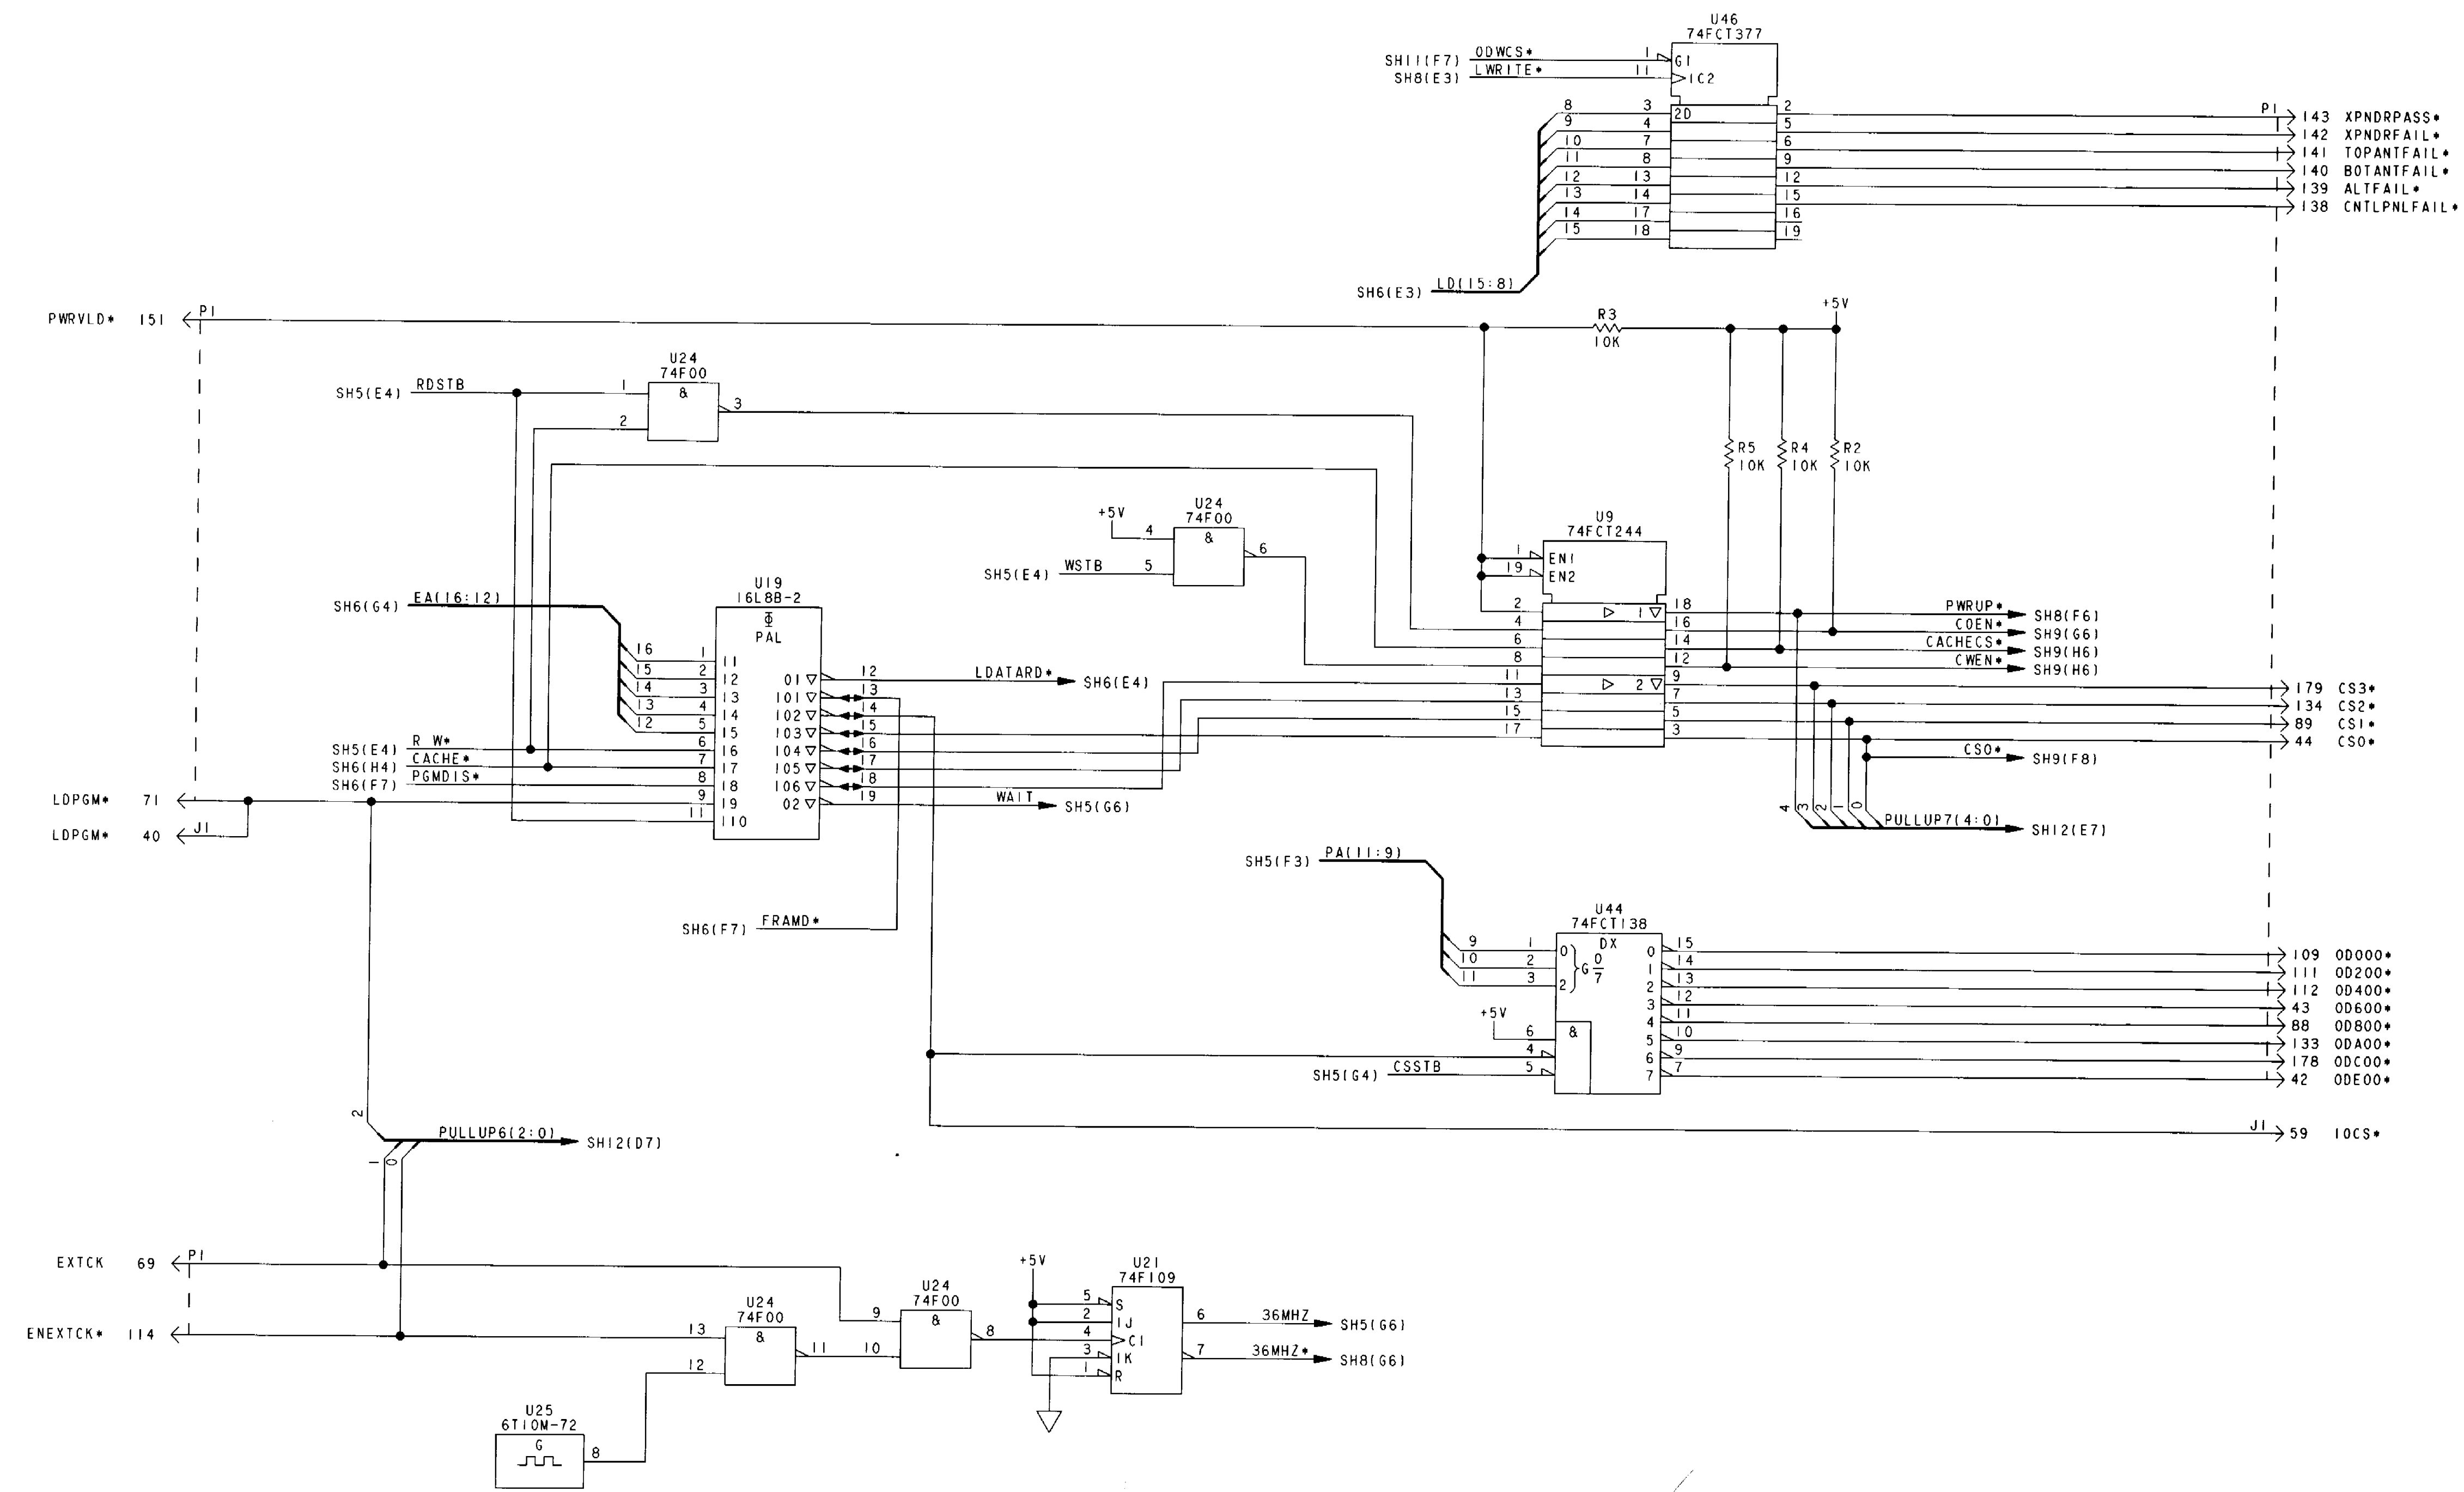 U46
74FCT377
SH11(F7) ODWCS* 1 G1
SH8(E3) LWRITE* 11 1C2
8 3 2D 2 P1 143 XPNDRPASS*
9 4 5 142 XPNDRFAIL*
10 7 6 141 TOPANTFAIL*
11 8 9 140 BOTANTFAIL*
12 13 12 139 ALTFAIL*
13 14 15 138 CNTLPNLFAIL*
14 17 16
15 18 19
SH6(E3) LD(15:8)
+5V
PWRVLD* 151 P1
R3
10K
U24
74F00
SH5(E4) RDSTB 1 &
2 3
R5 R4 R2
10K 10K 10K
U24
74F00
+5V 4 &
SH5(E4) WSTB 5 6
U9
74FCT244
1 EN1
19 EN2
2 1 18 PWRUP* SH8(F6)
4 16 COEN* SH9(G6)
6 14 CACHECS* SH9(H6)
8 12 CWEN* SH9(H6)
11 2 9 179 CS3*
13 7 134 CS2*
15 5 89 CS1*
17 3 44 CS0*
CS0* SH9(F8)
4 3 2 1 0 PULLUP7(4:0) SH12(E7)
U19
16L8B-2
Φ
PAL
SH6(G4) EA(16:12)
16 1 I1
15 2 I2 O1 12 LDATARD* SH6(E4)
14 3 I3 IO1 13
13 4 I4 IO2 14
12 5 I5 IO3 15
SH5(E4) R W* 6 I6 IO4 16
SH6(H4) CACHE* 7 I7 IO5 17
SH6(F7) PGMDIS* 8 I8 IO6 18
LDPGM* 71 9 I9 O2 19 WAIT SH5(G6)
11 I10
LDPGM* 40 J1
SH6(F7) FRAMD*
SH5(F3) PA(11:9)
U44
74FCT138
DX
9 1 0 G 0/7 0 15 109 OD000*
10 2 1 14 111 OD200*
11 3 2 2 13 112 OD400*
3 12 43 OD600*
+5V 6 & 4 11 88 OD800*
4 5 10 133 ODA00*
SH5(G4) CSSTB 5 6 9 178 ODC00*
7 7 42 ODE00*
J1 59 IOCS*
2 PULLUP6(2:0) SH12(D7)
1 0
EXTCK 69 P1
ENEXTCK* 114
U24
74F00
13 &
12 11
U24
74F00
9 &
10 8
+5V
U21
74F109
5 S
2 1J 6 36MHZ SH5(G6)
4 C1
3 1K 7 36MHZ* SH8(G6)
1 R
U25
6T10M-72
G
8